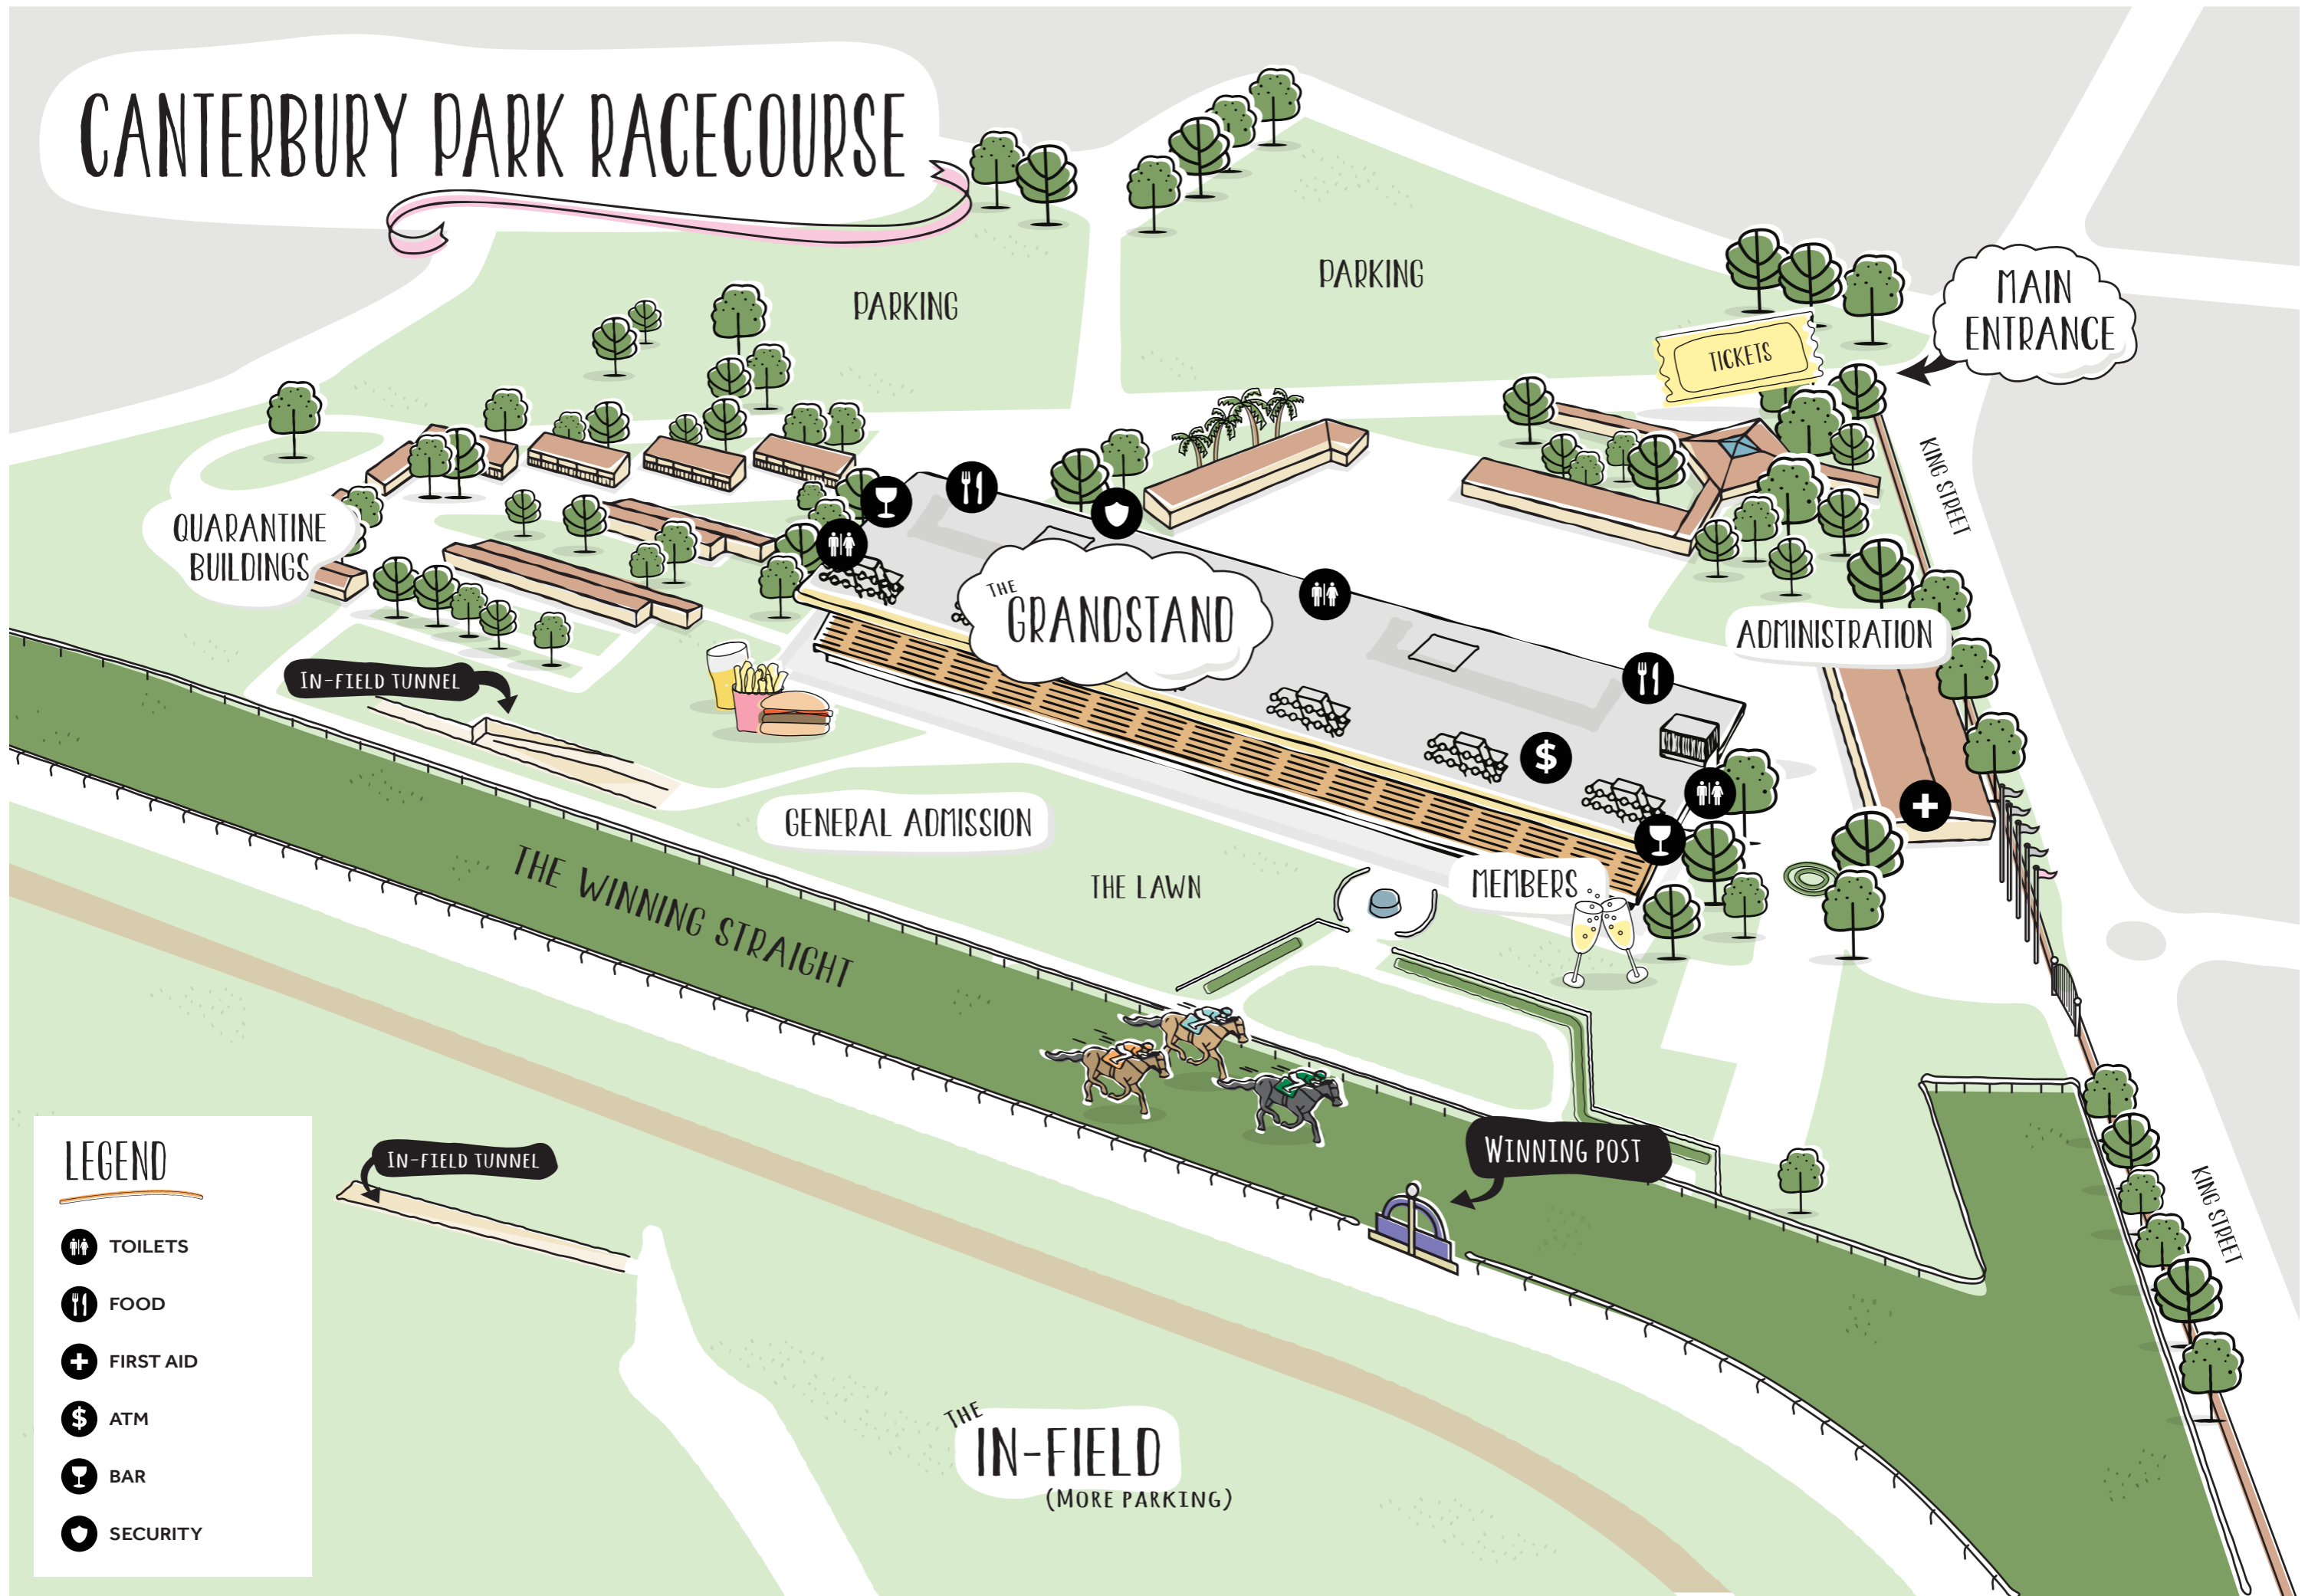 CANTERBURY PARK RACECOURSE
PARKING
PARKING
MAIN
ENTRANCE
TICKETS
KING STREET
QUARANTINE
BUILDINGS
THE
GRANDSTAND
ADMINISTRATION
IN-FIELD TUNNEL
$
GENERAL ADMISSION
THE LAWN
MEMBERS
THE WINNING STRAIGHT
WINNING POST
KING STREET
IN-FIELD TUNNEL
LEGEND
TOILETS
FOOD
FIRST AID
$ ATM
BAR
SECURITY
THE
IN-FIELD
(MORE PARKING)